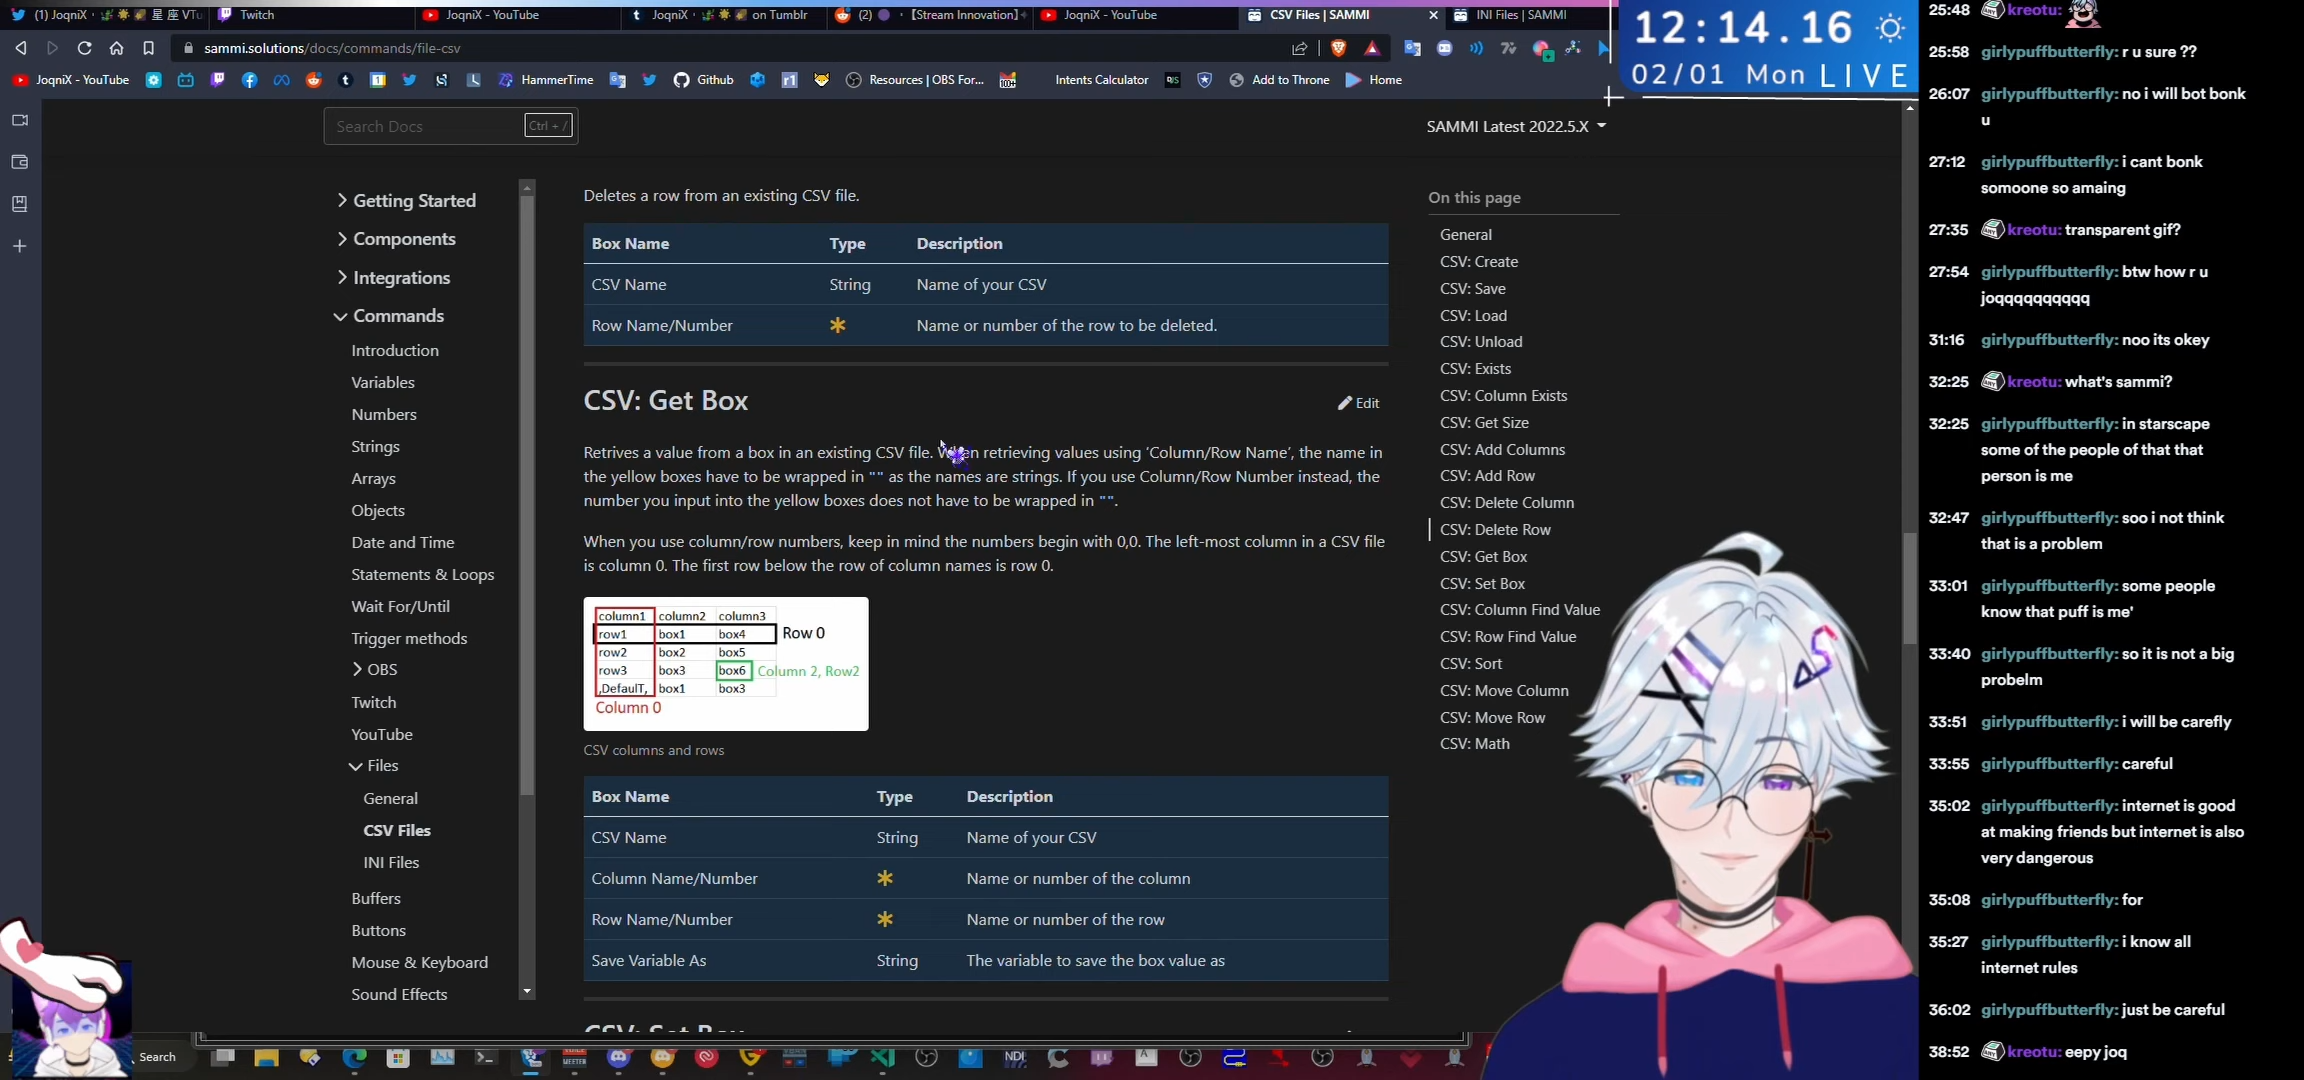 (1) JoqniX · 星 座 VTu
Twitch
JoqniX - YouTube
JoqniX · on Tumblr
(2) · 【Stream Innovation】
JoqniX - YouTube
CSV Files | SAMMI
INI Files | SAMMI
sammi.solutions/docs/commands/file-csv
JoqniX - YouTube
HammerTime
Github
Resources | OBS For...
Intents Calculator
Add to Throne
Home
12:14.16
02/01 Mon LIVE
Search Docs
Ctrl + /
SAMMI Latest 2022.5.X
Getting Started
Components
Integrations
Commands
Introduction
Variables
Numbers
Strings
Arrays
Objects
Date and Time
Statements & Loops
Wait For/Until
Trigger methods
OBS
Twitch
YouTube
Files
General
CSV Files
INI Files
Buffers
Buttons
Mouse & Keyboard
Sound Effects
Deletes a row from an existing CSV file.
Box Name Type Description
CSV Name String Name of your CSV
Row Name/Number * Name or number of the row to be deleted.
CSV: Get Box
Edit
Retrives a value from a box in an existing CSV file. When retrieving values using ‘Column/Row Name’, the name in
the yellow boxes have to be wrapped in "" as the names are strings. If you use Column/Row Number instead, the
number you input into the yellow boxes does not have to be wrapped in "".
When you use column/row numbers, keep in mind the numbers begin with 0,0. The left-most column in a CSV file
is column 0. The first row below the row of column names is row 0.
column1 column2 column3
row1 box1 box4 Row 0
row2 box2 box5
row3 box3 box6 Column 2, Row2
,DefaulT, box1 box3
Column 0
CSV columns and rows
Box Name Type Description
CSV Name String Name of your CSV
Column Name/Number * Name or number of the column
Row Name/Number * Name or number of the row
Save Variable As String The variable to save the box value as
CSV: Set Box
On this page
General
CSV: Create
CSV: Save
CSV: Load
CSV: Unload
CSV: Exists
CSV: Column Exists
CSV: Get Size
CSV: Add Columns
CSV: Add Row
CSV: Delete Column
CSV: Delete Row
CSV: Get Box
CSV: Set Box
CSV: Column Find Value
CSV: Row Find Value
CSV: Sort
CSV: Move Column
CSV: Move Row
CSV: Math
Search
NDI
25:48 kreotu:
25:58 girlypuffbutterfly: r u sure ??
26:07 girlypuffbutterfly: no i will bot bonk
u
27:12 girlypuffbutterfly: i cant bonk
somoone so amaing
27:35 kreotu: transparent gif?
27:54 girlypuffbutterfly: btw how r u
joqqqqqqqqqq
31:16 girlypuffbutterfly: noo its okey
32:25 kreotu: what's sammi?
32:25 girlypuffbutterfly: in starscape
some of the people of that that
person is me
32:47 girlypuffbutterfly: soo i not think
that is a problem
33:01 girlypuffbutterfly: some people
know that puff is me'
33:40 girlypuffbutterfly: so it is not a big
probelm
33:51 girlypuffbutterfly: i will be carefly
33:55 girlypuffbutterfly: careful
35:02 girlypuffbutterfly: internet is good
at making friends but internet is also
very dangerous
35:08 girlypuffbutterfly: for
35:27 girlypuffbutterfly: i know all
internet rules
36:02 girlypuffbutterfly: just be careful
38:52 kreotu: eepy joq